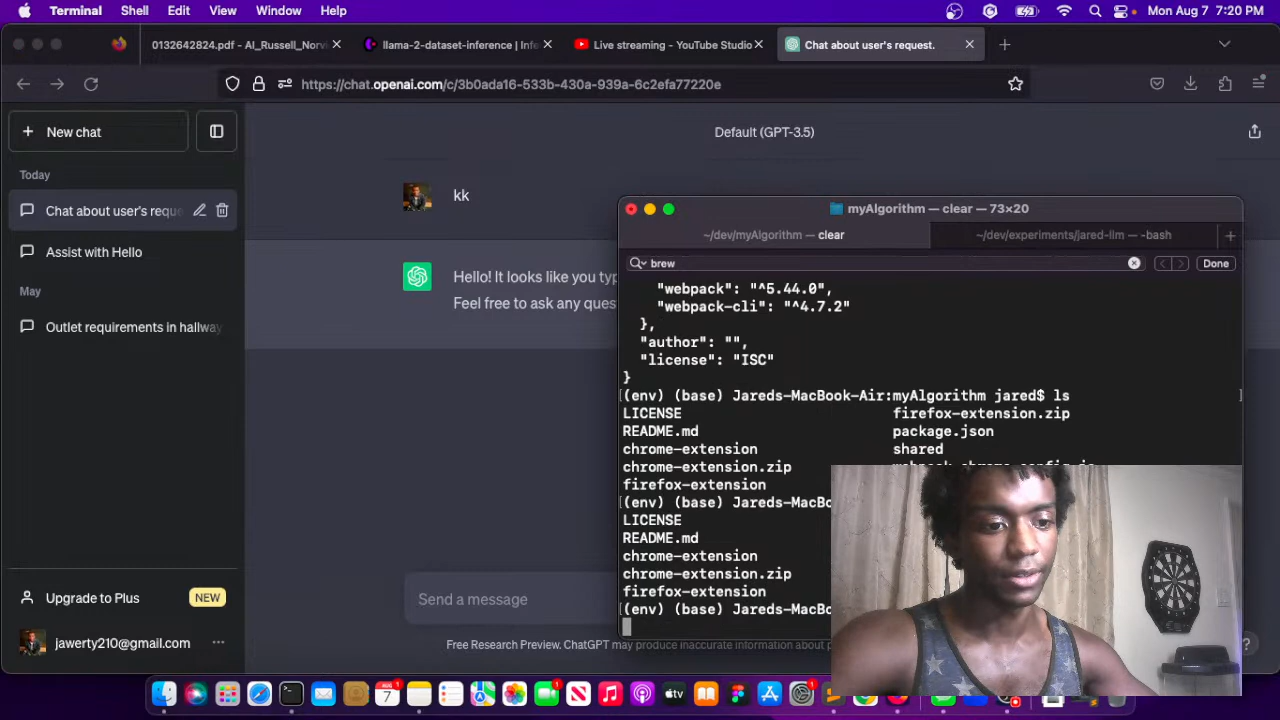 Terminal Shell Edit View Window Help Mon Aug 7 7:20 PM
0132642824.pdf - AI_Russell_Norvi llama-2-dataset-inference | Infe Live streaming - YouTube Studio Chat about user's request.
https://chat.openai.com/c/3b0ada16-533b-430a-939a-6c2efa77220e
New chat
Default (GPT-3.5)
Today
Chat about user's reque
Assist with Hello
May
Outlet requirements in hallway
kk
Hello! It looks like you typ
Feel free to ask any ques
Send a message
Free Research Preview. ChatGPT may produce inaccurate information about p
Upgrade to Plus NEW
jawerty210@gmail.com
myAlgorithm — clear — 73×20
~/dev/myAlgorithm — clear ~/dev/experiments/jared-llm — -bash
brew Done
"webpack": "^5.44.0",
"webpack-cli": "^4.7.2"
},
"author": "",
"license": "ISC"
}
(env) (base) Jareds-MacBook-Air:myAlgorithm jared$ ls
LICENSE firefox-extension.zip
README.md package.json
chrome-extension shared
chrome-extension.zip
firefox-extension
(env) (base) Jareds-MacBo
LICENSE
README.md
chrome-extension
chrome-extension.zip
firefox-extension
(env) (base) Jareds-MacBo